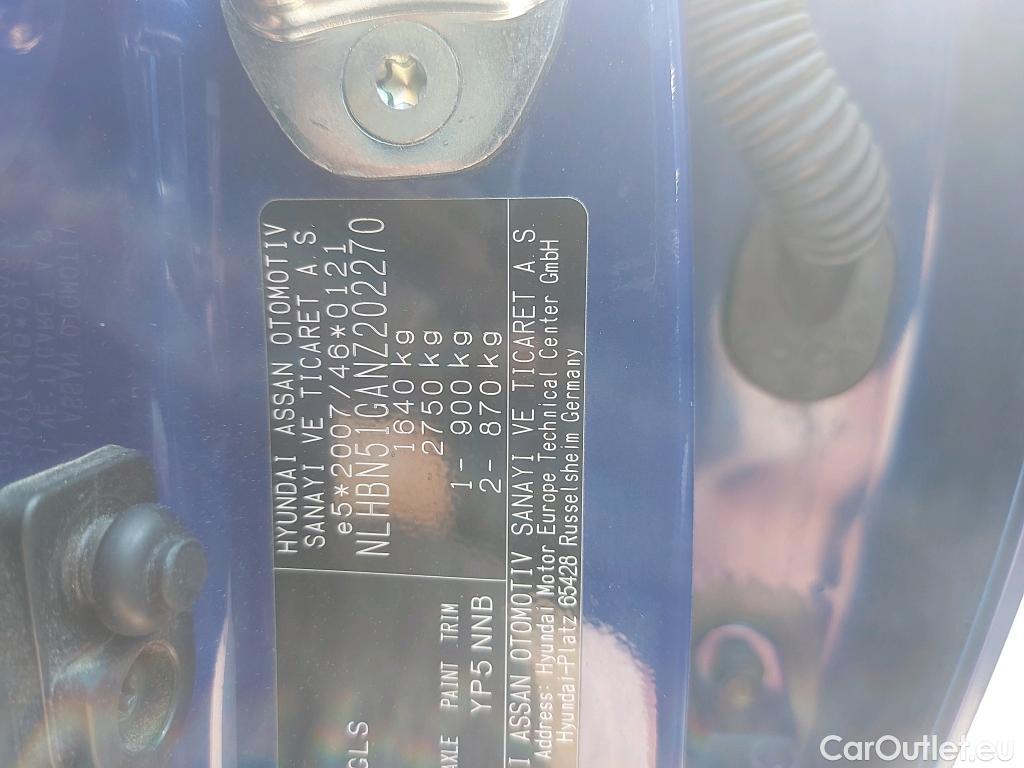 HYUNDAI ASSAN OTOMOTIV
SANAYI VE TICARET A.S.
e5*2007/46*0121
NLHBN51GANZ202270
1640 kg
2750 kg
1- 900 kg
2- 870 kg
GLS
AXLE PAINT TRIM
YP5 NNB
I ASSAN OTOMOTIV SANAYI VE TICARET A.S.
Address: Hyundai Motor Europe Technical Center GmbH
Hyundai-Platz 65428 Russelsheim Germany
CarOutlet.eu